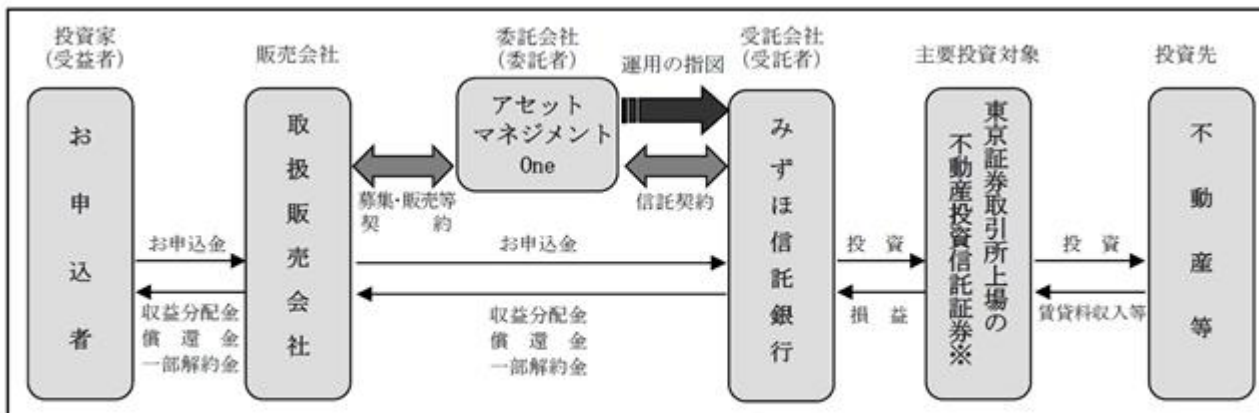 投資家
(受益者)
販売会社
委託会社
(委託者)
受託会社
(受託者)
主要投資対象
投資先
運用の指図
お申込者
取扱販売会社
アセット
マネジメント
One
みずほ信託銀行
東京証券取引所上場の
不動産投資信託証券※
不動産等
募集・販売等
契約
信託契約
お申込金
収益分配金
償還金
一部解約金
お申込金
収益分配金
償還金
一部解約金
投資
損益
投資
賃貸料収入等